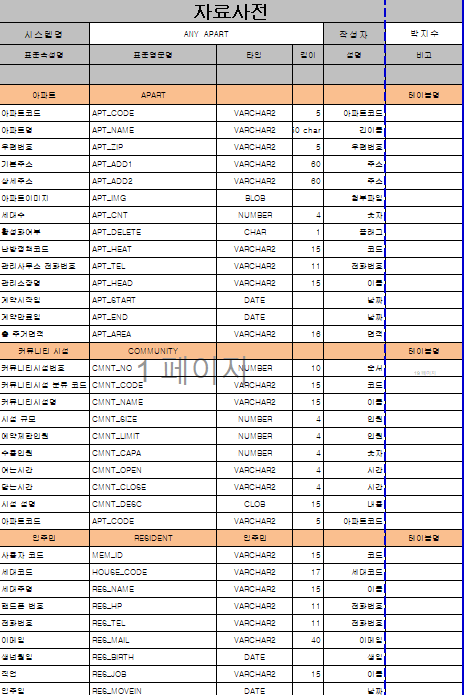 자료사전
시스템명 ANY APART 작성자 박지수
표준속성명 표준영문명 타입 길이 설명 비고
아파트 APART 테이블명
아파트코드 APT_CODE VARCHAR2 5 아파트코드
아파트명 APT_NAME VARCHAR2 50 char 긴이름
우편번호 APT_ZIP VARCHAR2 5 우편번호
기본주소 APT_ADD1 VARCHAR2 60 주소
상세주소 APT_ADD2 VARCHAR2 60 주소
아파트이미지 APT_IMG BLOB 첨부파일
세대수 APT_CNT NUMBER 4 숫자
활성화여부 APT_DELETE CHAR 1 플래그
난방정책코드 APT_HEAT VARCHAR2 15 코드
관리사무소 전화번호 APT_TEL VARCHAR2 11 전화번호
관리소장명 APT_HEAD VARCHAR2 15 이름
계약시작일 APT_START DATE 날짜
계약만료일 APT_END DATE 날짜
총 주거면적 APT_AREA VARCHAR2 16 면적
커뮤니티 시설 COMMUNITY 테이블명
커뮤니티시설번호 CMNT_NO NUMBER 10 순서
1 페이지
커뮤니티시설 분류 코드 CMNT_CODE VARCHAR2 15 코드
커뮤니티시설명 CMNT_NAME VARCHAR2 15 이름
시설 규모 CMNT_SIZE NUMBER 4 인원
예약제한인원 CMNT_LIMIT NUMBER 4 인원
수용인원 CMNT_CAPA NUMBER 4 숫자
여는시간 CMNT_OPEN VARCHAR2 4 시간
닫는시간 CMNT_CLOSE VARCHAR2 4 시간
시설 설명 CMNT_DESC CLOB 15 내용
아파트코드 APT_CODE VARCHAR2 5 아파트코드
입주민 RESIDENT 입주민 테이블명
사용자 코드 MEM_ID VARCHAR2 15 코드
세대코드 HOUSE_CODE VARCHAR2 17 세대코드
세대주명 RES_NAME VARCHAR2 15 이름
핸드폰 번호 RES_HP VARCHAR2 11 전화번호
전화번호 RES_TEL VARCHAR2 11 전화번호
이메일 RES_MAIL VARCHAR2 40 이메일
생년월일 RES_BIRTH DATE 생일
직업 RES_JOB VARCHAR2 15 이름
입주일 RES_MOVEIN DATE 날짜